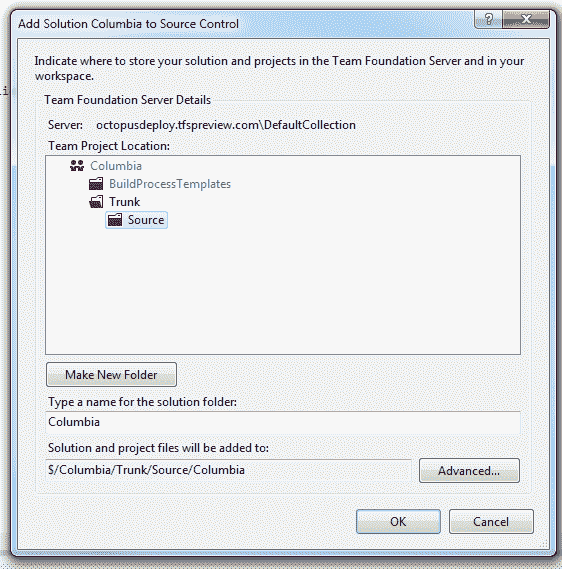 Add Solution Columbia to Source Control
Indicate where to store your solution and projects in the Team Foundation Server and in your
workspace.
Team Foundation Server Details
Server: octopusdeploy.tfspreview.com\DefaultCollection
Team Project Location:
Columbia
BuildProcessTemplates
Trunk
Source
Make New Folder
Type a name for the solution folder:
Columbia
Solution and project files will be added to:
$/Columbia/Trunk/Source/Columbia
Advanced...
OK
Cancel